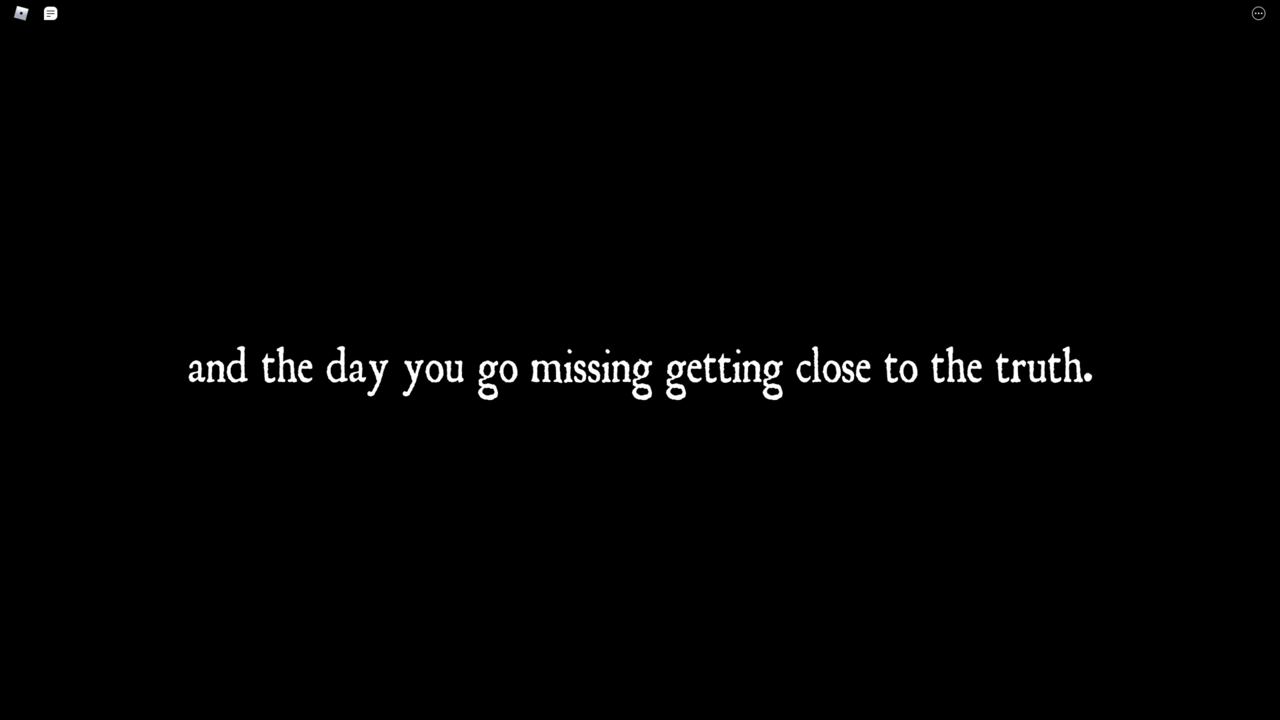 and the day you go missing getting close to the truth.